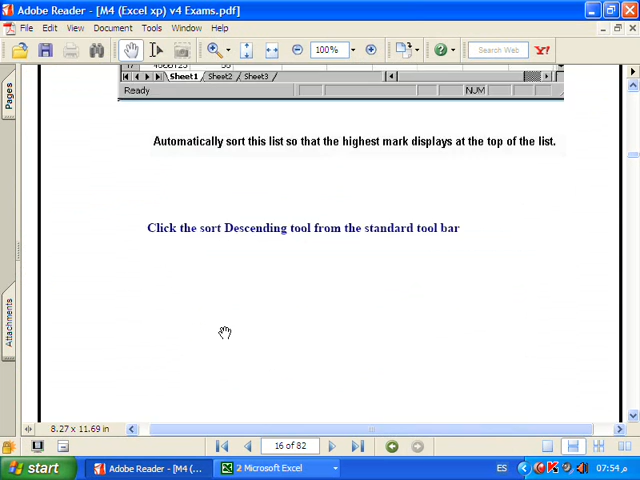 Adobe Reader - [M4 (Excel xp) v4 Exams.pdf]
File Edit View Document Tools Window Help
100% Search Web Y!
Pages
Attachments
Sheet1 Sheet2 Sheet3
Ready NUM
Automatically sort this list so that the highest mark displays at the top of the list.
Click the sort Descending tool from the standard tool bar
8.27 x 11.69 in
16 of 82
start Adobe Reader - [M4 (... 2 Microsoft Excel ES 07:54 م